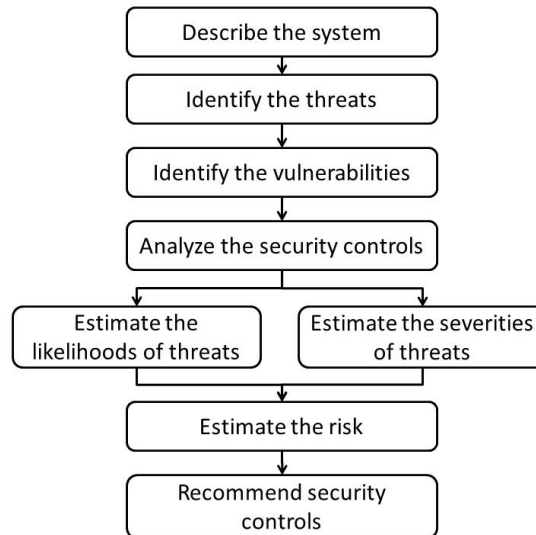 Describe the system
Identify the threats
Identify the vulnerabilities
Analyze the security controls
Estimate the
likelihoods of threats
Estimate the severities
of threats
Estimate the risk
Recommend security
controls